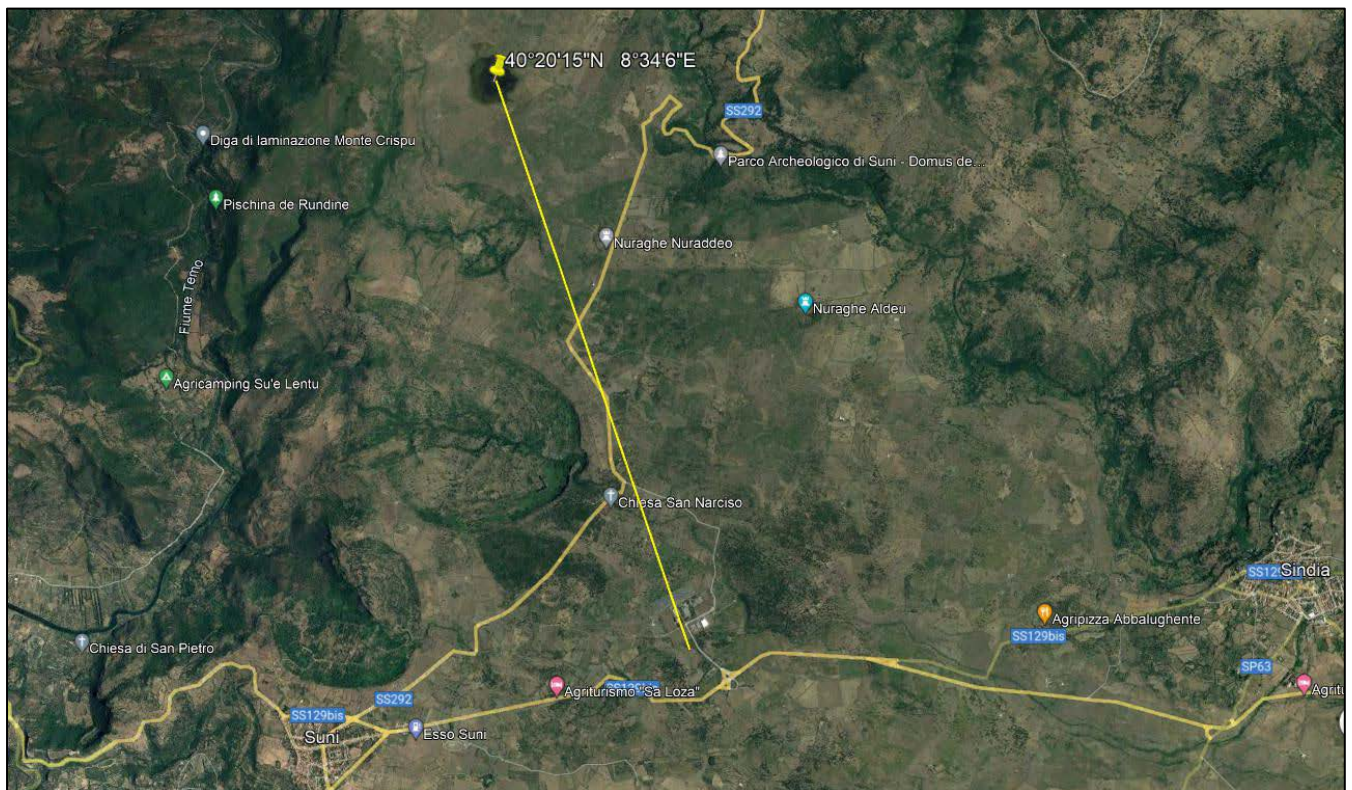 40°20'15"N 8°34'6"E
SS292
Diga di laminazione Monte Crispu
Parco Archeologico di Suni - Domus de...
Pischina de Rundine
Nuraghe Nuraddeo
Fiume Temo
Nuraghe Aldeu
Agricamping Su'e Lentu
Chiesa San Narciso
Sindia
Agripizza Abbalughente
SS129bis
Chiesa di San Pietro
SP63
Agriturismo "Sa Loza"
SS292
SS129bis
Suni
Esso Suni